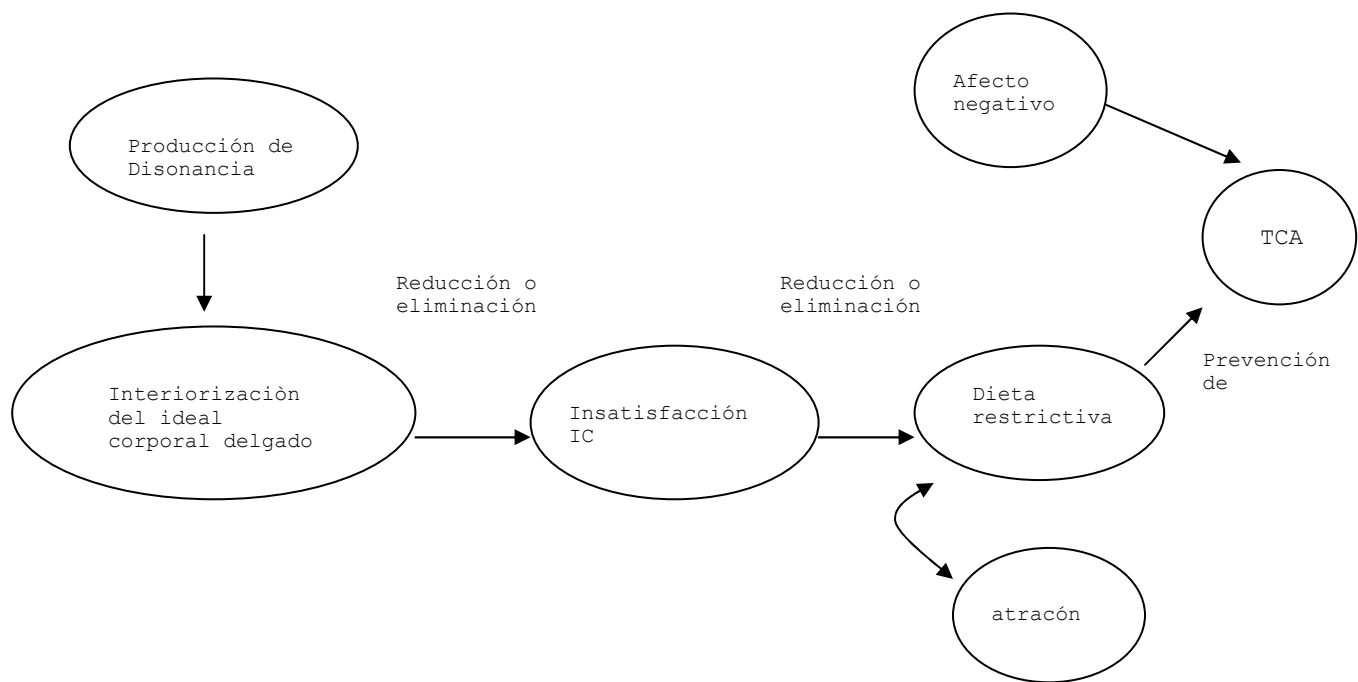 Afecto
negativo
Producción de
Disonancia
TCA
Reducción o
eliminación
Reducción o
eliminación
Prevención
de
Interiorizaciòn
del ideal
corporal delgado
Insatisfacción
IC
Dieta
restrictiva
atracón